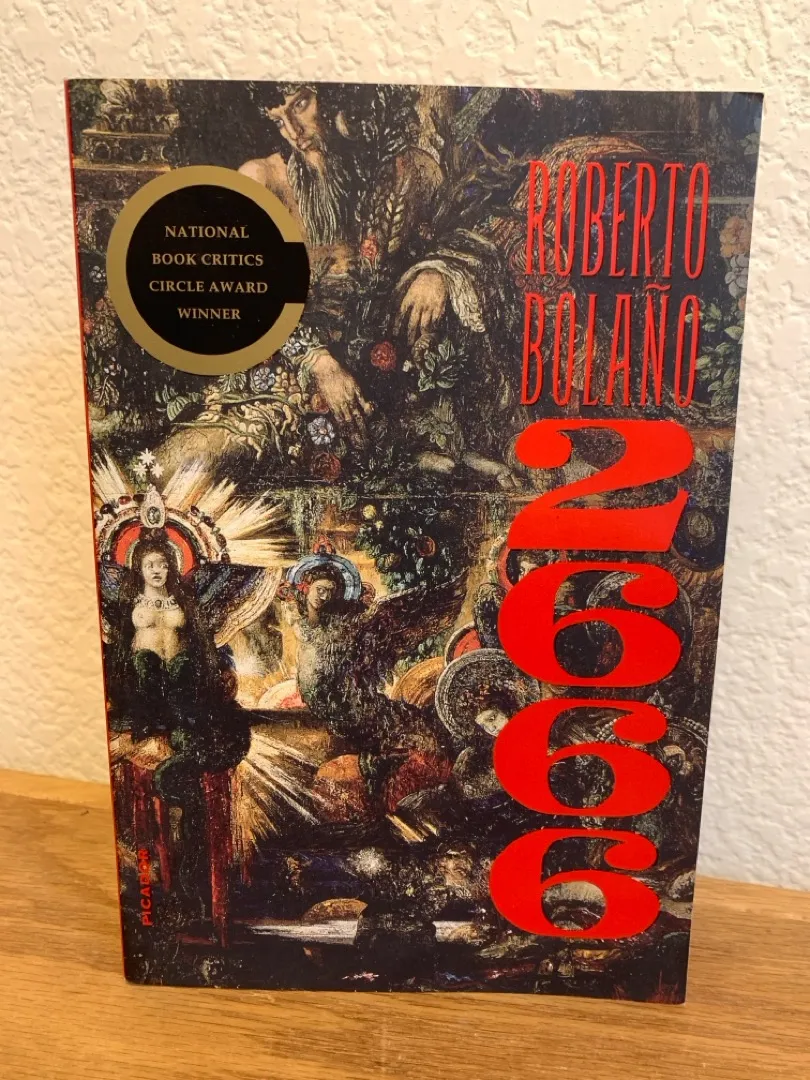 NATIONAL
BOOK CRITICS
CIRCLE AWARD
WINNER
ROBERTO
BOLAÑO
2666
PICADOR